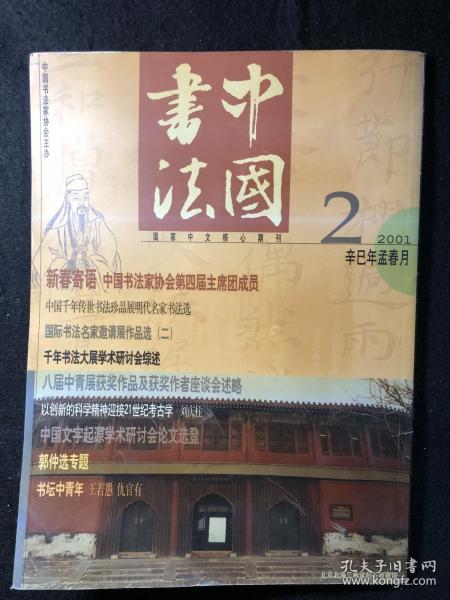 中国书法家协会主办
中國
書法
国家中文核心期刊
2
2001
辛巳年孟春月
新春寄语 中国书法家协会第四届主席团成员
中国千年传世书法珍品展明代名家书法选
国际书法名家邀请展作品选（二）
千年书法大展学术研讨会综述
八届中青展获奖作品及获奖作者座谈会述略
以创新的科学精神迎接21世纪考古学 刘庆柱
中国文字起源学术研讨会论文选登
郭仲选专题
书坛中青年 王若愚 仇官有
孔夫子旧书网
www.kongfz.com